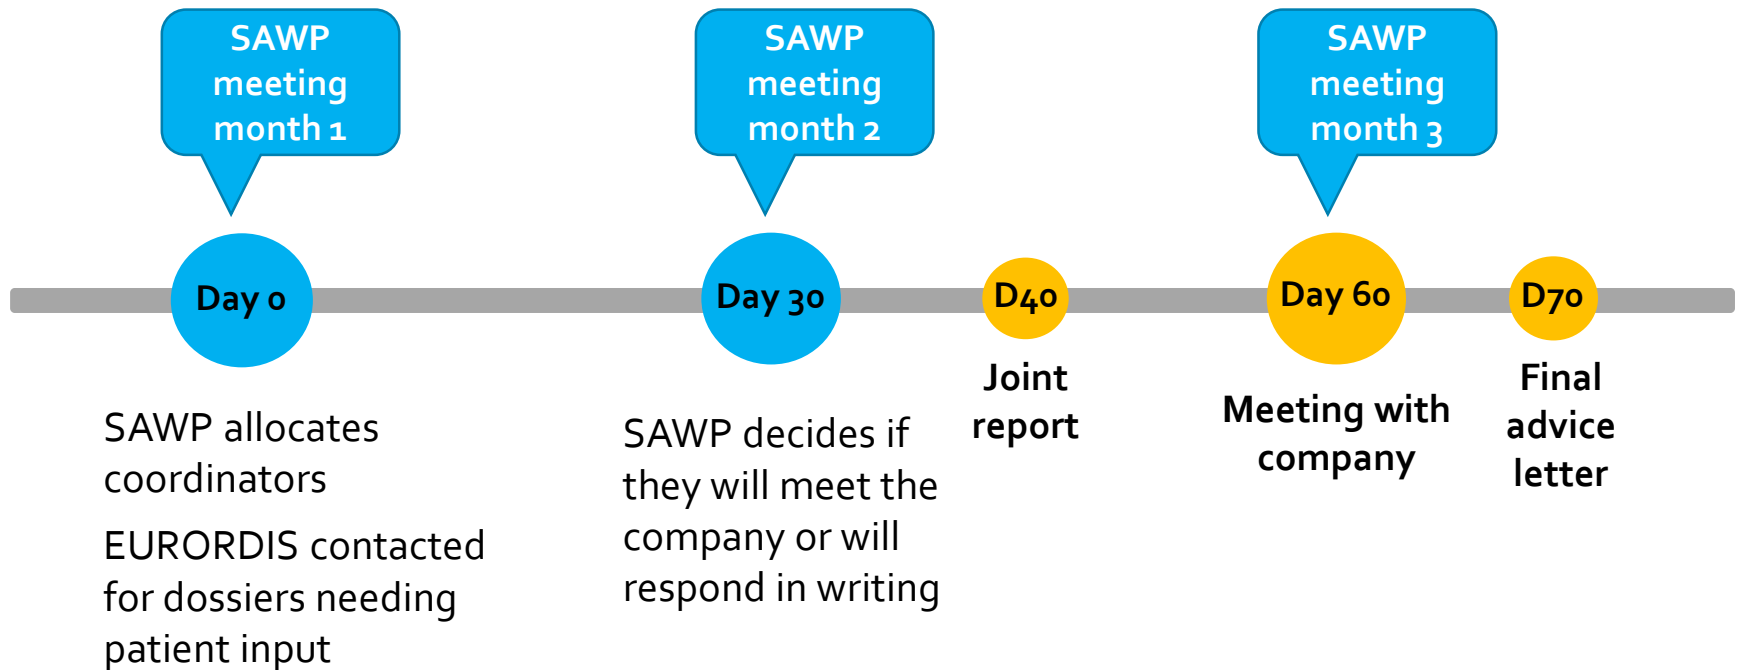 SAWP
meeting
month 1
SAWP
meeting
month 2
SAWP
meeting
month 3
Day 0
Day 30
D40
Day 60
D70
SAWP allocates
coordinators
EURORDIS contacted
for dossiers needing
patient input
SAWP decides if
they will meet the
company or will
respond in writing
Joint
report
Meeting with
company
Final
advice
letter